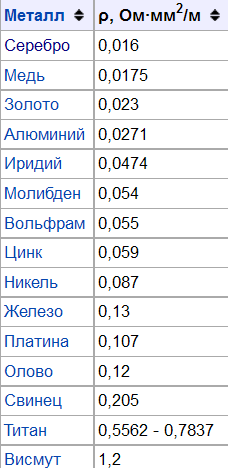 Металл ρ, Ом·мм²/м
Серебро 0,016
Медь 0,0175
Золото 0,023
Алюминий 0,0271
Иридий 0,0474
Молибден 0,054
Вольфрам 0,055
Цинк 0,059
Никель 0,087
Железо 0,13
Платина 0,107
Олово 0,12
Свинец 0,205
Титан 0,5562 - 0,7837
Висмут 1,2